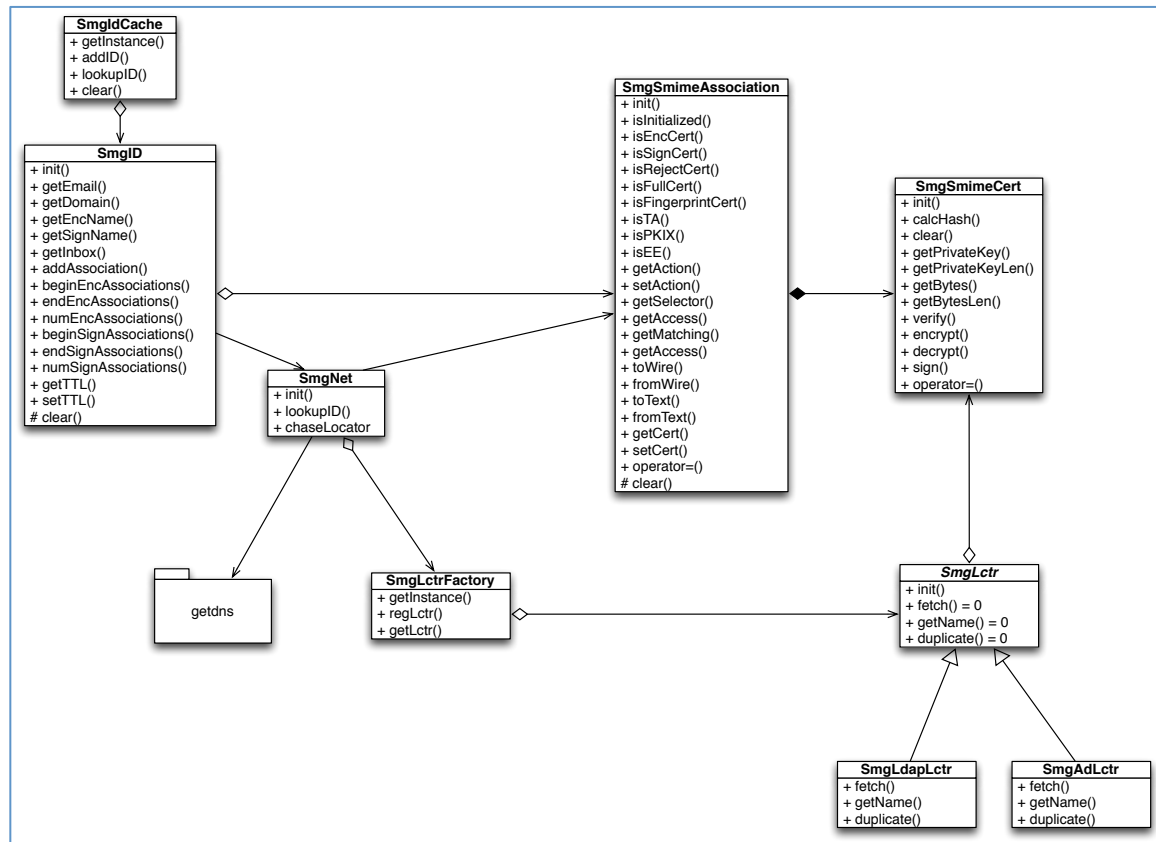 SmgIdCache
+ getInstance()
+ addID()
+ lookupID()
+ clear()
SmgID
+ init()
+ getEmail()
+ getDomain()
+ getEncName()
+ getSignName()
+ getInbox()
+ addAssociation()
+ beginEncAssociations()
+ endEncAssociations()
+ numEncAssociations()
+ beginSignAssociations()
+ endSignAssociations()
+ numSignAssociations()
+ getTTL()
+ setTTL()
# clear()
SmgNet
+ init()
+ lookupID()
+ chaseLocator
getdns
SmgLctrFactory
+ getInstance()
+ regLctr()
+ getLctr()
SmgSmimeAssociation
+ init()
+ isInitialized()
+ isEncCert()
+ isSignCert()
+ isRejectCert()
+ isFullCert()
+ isFingerprintCert()
+ isTA()
+ isPKIX()
+ isEE()
+ getAction()
+ setAction()
+ getSelector()
+ getAccess()
+ getMatching()
+ getAccess()
+ toWire()
+ fromWire()
+ toText()
+ fromText()
+ getCert()
+ setCert()
+ operator=()
# clear()
SmgSmimeCert
+ init()
+ calcHash()
+ clear()
+ getPrivateKey()
+ getPrivateKeyLen()
+ getBytes()
+ getBytesLen()
+ verify()
+ encrypt()
+ decrypt()
+ sign()
+ operator=()
SmgLctr
+ init()
+ fetch() = 0
+ getName() = 0
+ duplicate() = 0
SmgLdapLctr
+ fetch()
+ getName()
+ duplicate()
SmgAdLctr
+ fetch()
+ getName()
+ duplicate()